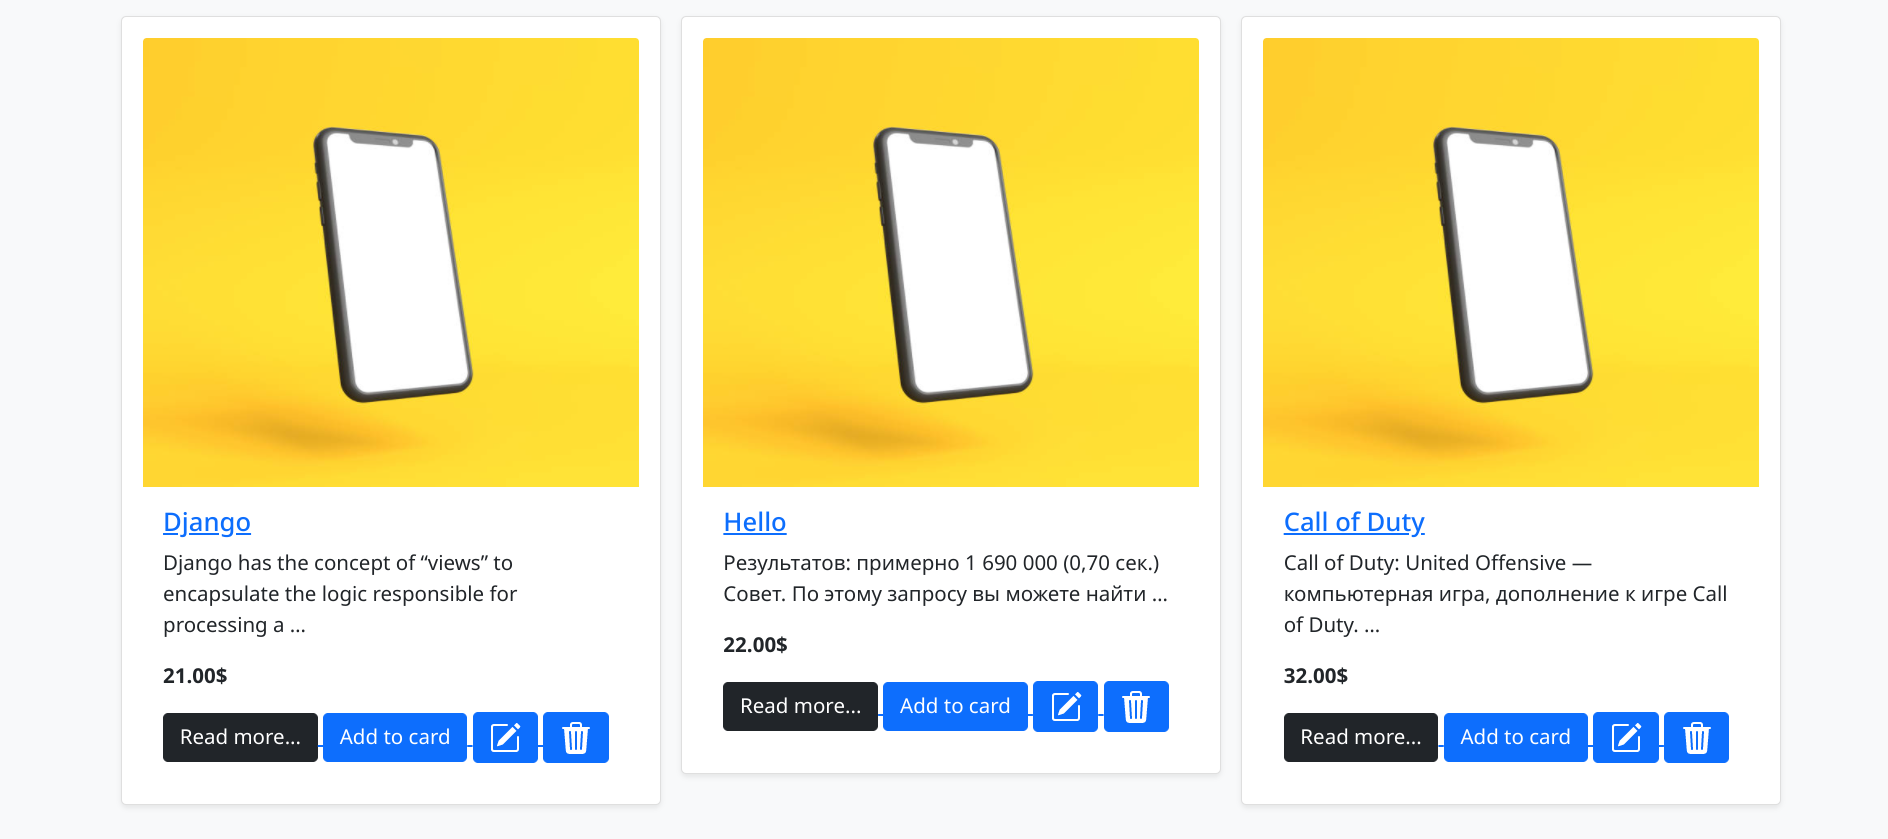 Django
Django has the concept of “views” to
encapsulate the logic responsible for
processing a ...
21.00$
Read more...
Add to card
Hello
Результатов: примерно 1 690 000 (0,70 сек.)
Совет. По этому запросу вы можете найти ...
22.00$
Read more...
Add to card
Call of Duty
Call of Duty: United Offensive —
компьютерная игра, дополнение к игре Call
of Duty. ...
32.00$
Read more...
Add to card